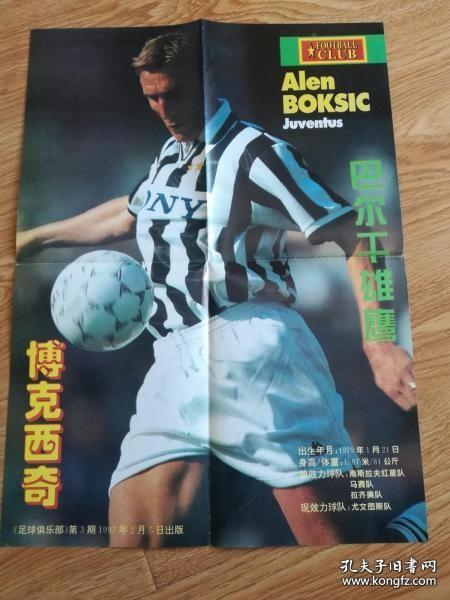 FOOTBALL
CLUB
Alen
BOKSIC
Juventus
巴尔干雄鹰
ONY
博克西奇
出生年月:1970年1月21日
身高/体重:1.87米/81公斤
曾效力球队:南斯拉夫红星队
马赛队
拉齐奥队
现效力球队:尤文图斯队
《足球俱乐部》第3期1997年2月5日出版
孔夫子旧书网
www.kongfz.com